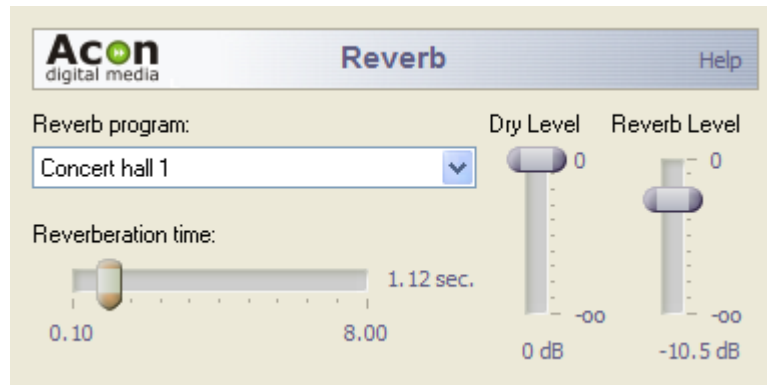 Acon
digital media
Reverb
Help
Reverb program:
Concert hall 1
Dry Level
Reverb Level
0
0
Reverberation time:
1.12 sec.
0.10
8.00
-oo
-oo
0 dB
-10.5 dB